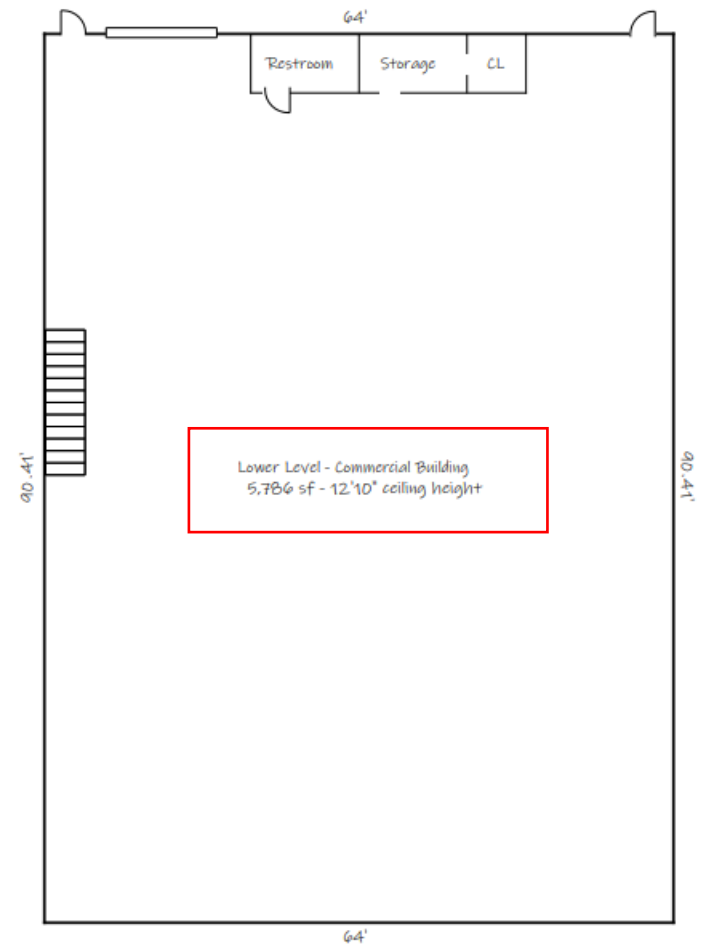 64'
Restroom
Storage
CL
90.41'
90.41'
Lower Level - Commercial Building
5,786 sf - 12'10" ceiling height
64'